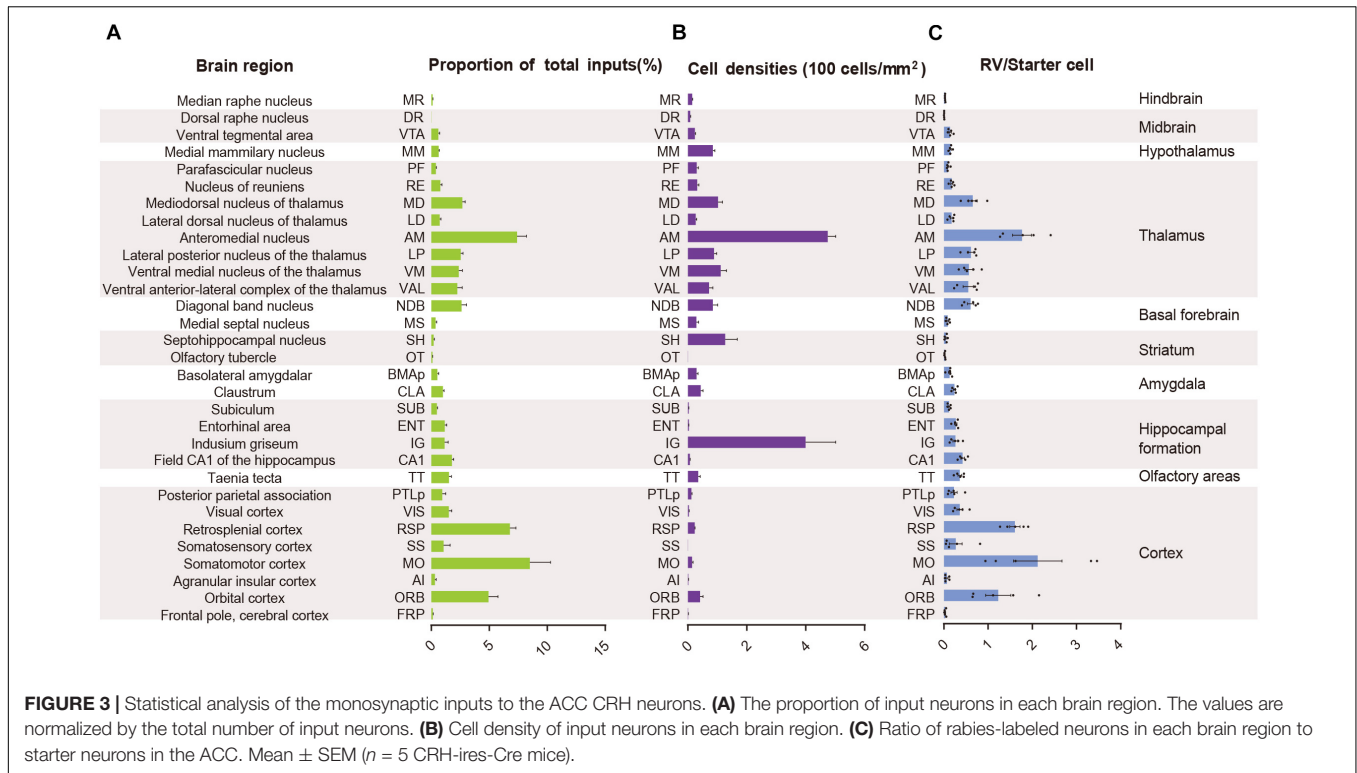 A
B
C
Brain region
Proportion of total inputs(%)
Cell densities (100 cells/mm²)
RV/Starter cell
Median raphe nucleus MR MR MR Hindbrain
Dorsal raphe nucleus DR DR DR
Midbrain
Ventral tegmental area VTA VTA VTA
Medial mammilary nucleus MM MM MM Hypothalamus
Parafascicular nucleus PF PF PF
Nucleus of reuniens RE RE RE
Mediodorsal nucleus of thalamus MD MD MD
Lateral dorsal nucleus of thalamus LD LD LD
Anteromedial nucleus AM AM AM Thalamus
Lateral posterior nucleus of the thalamus LP LP LP
Ventral medial nucleus of the thalamus VM VM VM
Ventral anterior-lateral complex of the thalamus VAL VAL VAL
Diagonal band nucleus NDB NDB NDB
Basal forebrain
Medial septal nucleus MS MS MS
Septohippocampal nucleus SH SH SH
Striatum
Olfactory tubercle OT OT OT
Basolateral amygdalar BMAp BMAp BMAp
Amygdala
Claustrum CLA CLA CLA
Subiculum SUB SUB SUB
Entorhinal area ENT ENT ENT
Hippocampal
formation
Indusium griseum IG IG IG
Field CA1 of the hippocampus CA1 CA1 CA1
Taenia tecta TT TT TT Olfactory areas
Posterior parietal association PTLp PTLp PTLp
Visual cortex VIS VIS VIS
Retrosplenial cortex RSP RSP RSP
Somatosensory cortex SS SS SS
Cortex
Somatomotor cortex MO MO MO
Agranular insular cortex AI AI AI
Orbital cortex ORB ORB ORB
Frontal pole, cerebral cortex FRP FRP FRP
0 5 10 15
0 2 4 6
0 1 2 3 4
FIGURE 3 | Statistical analysis of the monosynaptic inputs to the ACC CRH neurons. (A) The proportion of input neurons in each brain region. The values are
normalized by the total number of input neurons. (B) Cell density of input neurons in each brain region. (C) Ratio of rabies-labeled neurons in each brain region to
starter neurons in the ACC. Mean ± SEM (n = 5 CRH-ires-Cre mice).